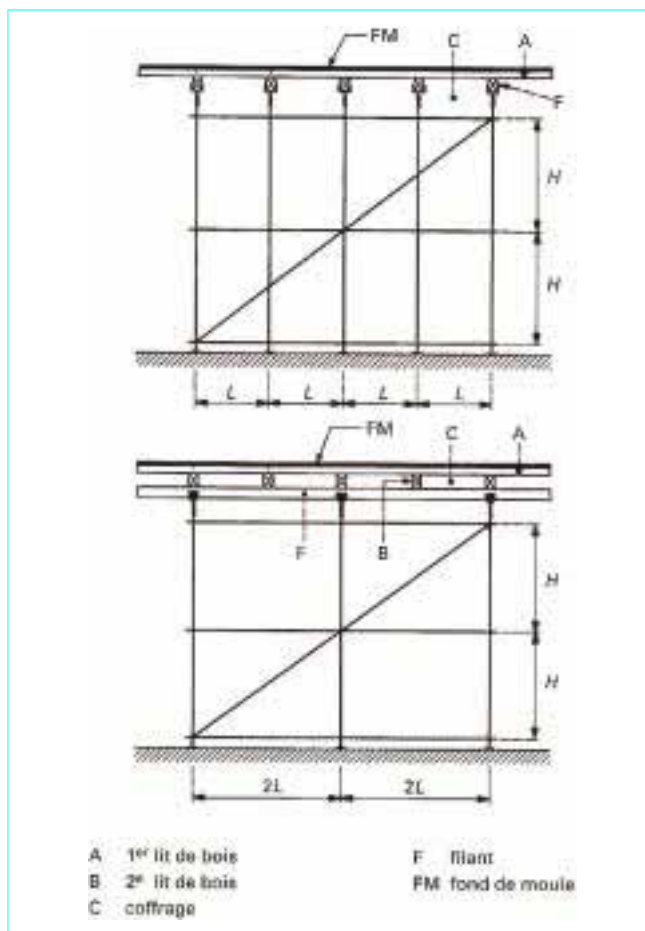 FM
C
A
F
H
H
L L L L
FM
C
A
F
B
H
H
2L 2L
A 1er lit de bois
B 2e lit de bois
C coffrage
F filant
FM fond de moule